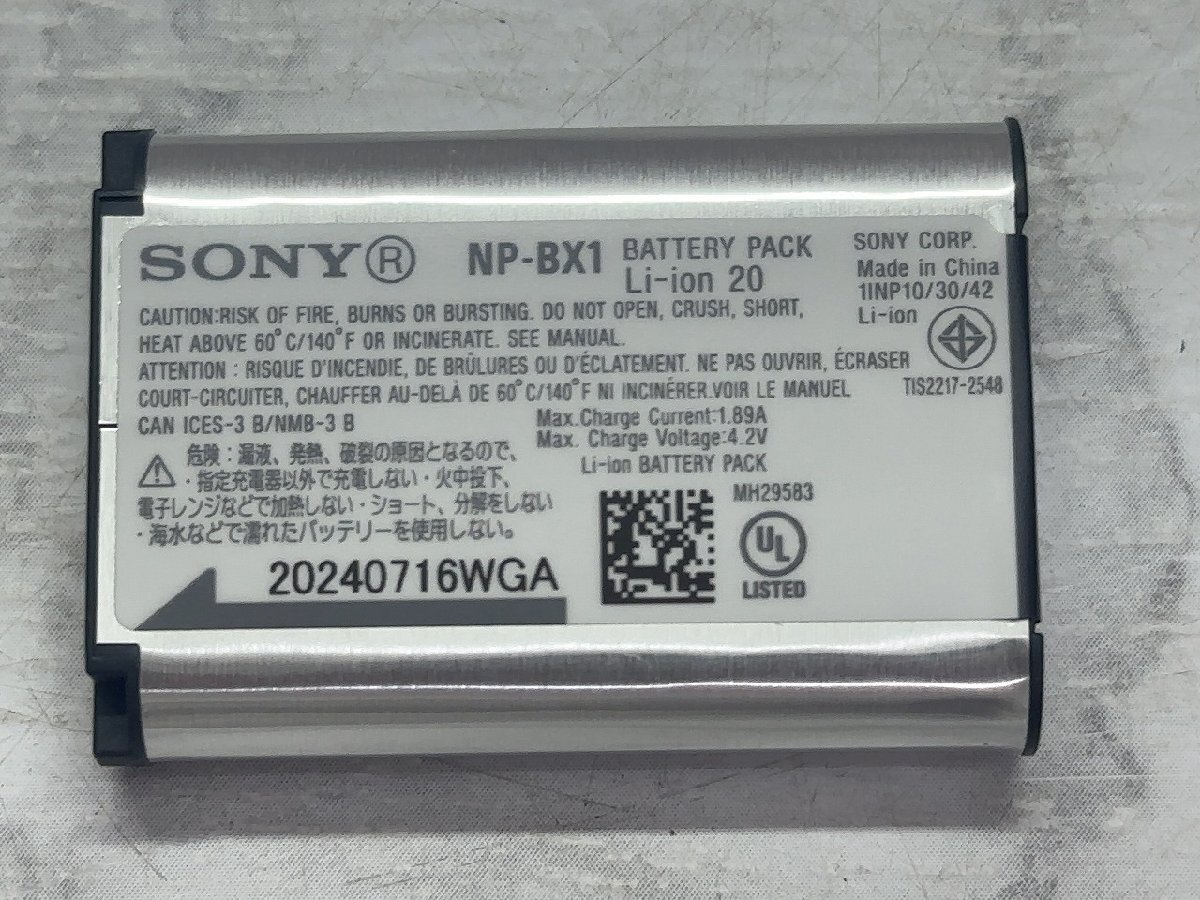 SONY® NP-BX1 BATTERY PACK
Li-ion 20
SONY CORP.
Made in China
1INP10/30/42
Li-ion
TIS2217-2548
CAUTION:RISK OF FIRE, BURNS OR BURSTING. DO NOT OPEN, CRUSH, SHORT,
HEAT ABOVE 60°C/140°F OR INCINERATE. SEE MANUAL.
ATTENTION : RISQUE D'INCENDIE, DE BRÛLURES OU D'ÉCLATEMENT. NE PAS OUVRIR, ÉCRASER
COURT-CIRCUITER, CHAUFFER AU-DELÀ DE 60°C/140°F NI INCINÉRER.VOIR LE MANUEL
CAN ICES-3 B/NMB-3 B
Max.Charge Current:1.89A
Max. Charge Voltage:4.2V
Li-ion BATTERY PACK
危険：漏液、発熱、破裂の原因となるので、
・指定充電器以外で充電しない・火中投下、
電子レンジなどで加熱しない・ショート、分解をしない
・海水などで濡れたバッテリーを使用しない。
MH29583
UL
LISTED
20240716WGA